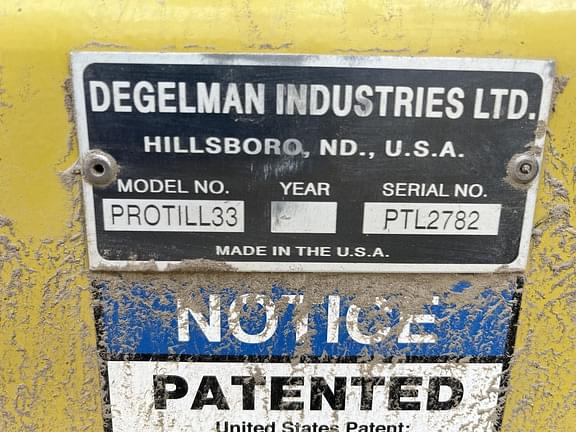 DEGELMAN INDUSTRIES LTD.
HILLSBORO, ND., U.S.A.
MODEL NO. YEAR SERIAL NO.
PROTILL33 PTL2782
MADE IN THE U.S.A.
NOTICE
PATENTED
United States Patent: